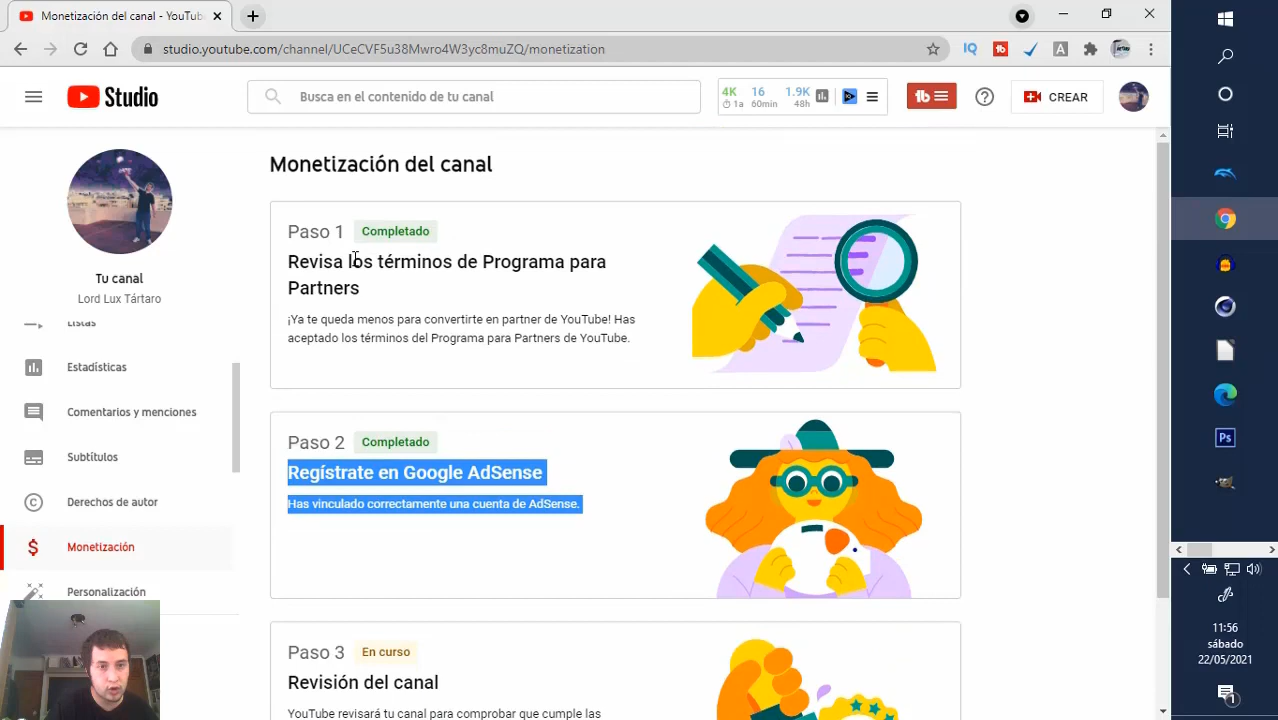 Monetización del canal - YouTub
studio.youtube.com/channel/UCeCVF5u38Mwro4W3yc8muZQ/monetization
IQ
A
Studio
Busca en el contenido de tu canal
4K 16 1.9K
1a 60min 48h
tb
CREAR
Tu canal
Lord Lux Tártaro
Listas
Estadísticas
Comentarios y menciones
Subtítulos
Derechos de autor
Monetización
Personalización
Monetización del canal
Paso 1 Completado
Revisa los términos de Programa para
Partners
¡Ya te queda menos para convertirte en partner de YouTube! Has
aceptado los términos del Programa para Partners de YouTube.
Paso 2 Completado
Regístrate en Google AdSense
Has vinculado correctamente una cuenta de AdSense.
Paso 3 En curso
Revisión del canal
YouTube revisará tu canal para comprobar que cumple las
Ps
11:56
sábado
22/05/2021
1